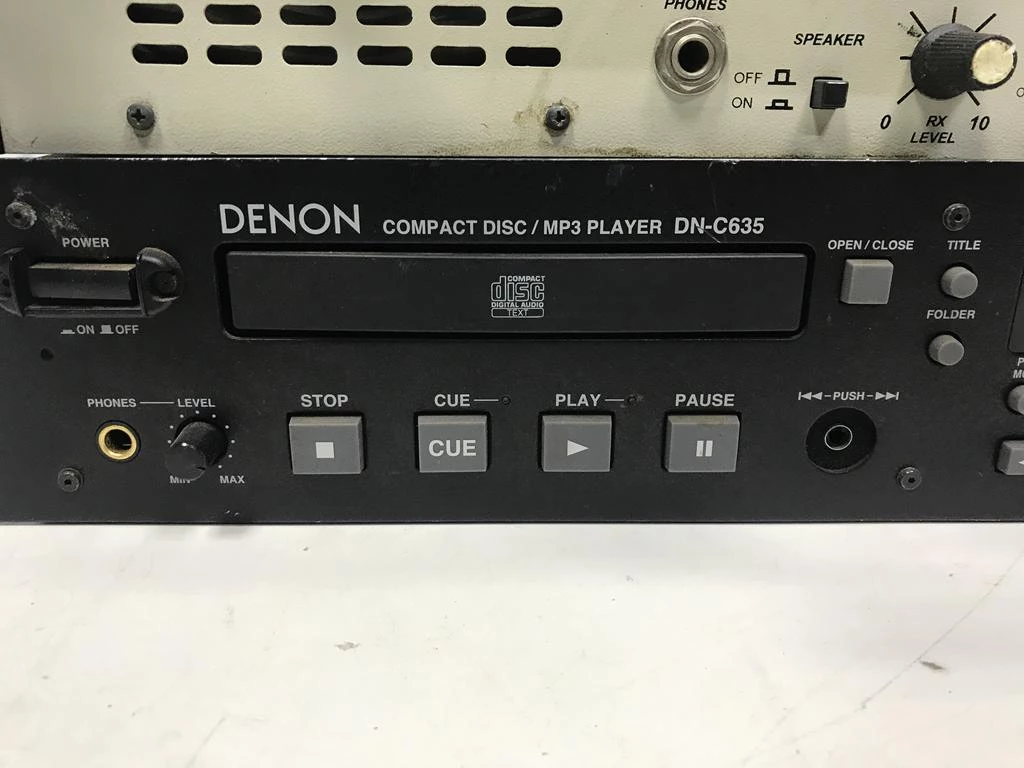 PHONES
SPEAKER
OFF
ON
0 RX LEVEL 10
DENON COMPACT DISC / MP3 PLAYER DN-C635
POWER
ON OFF
COMPACT
disc
DIGITAL AUDIO
TEXT
OPEN / CLOSE
TITLE
FOLDER
PHONES LEVEL
MIN MAX
STOP
CUE
CUE
PLAY
PAUSE
PUSH